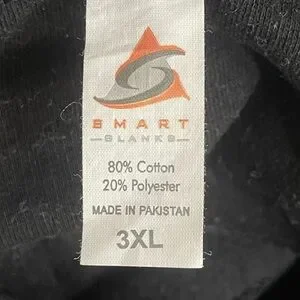 SMART
BLANKS
80% Cotton
20% Polyester
MADE IN PAKISTAN
3XL